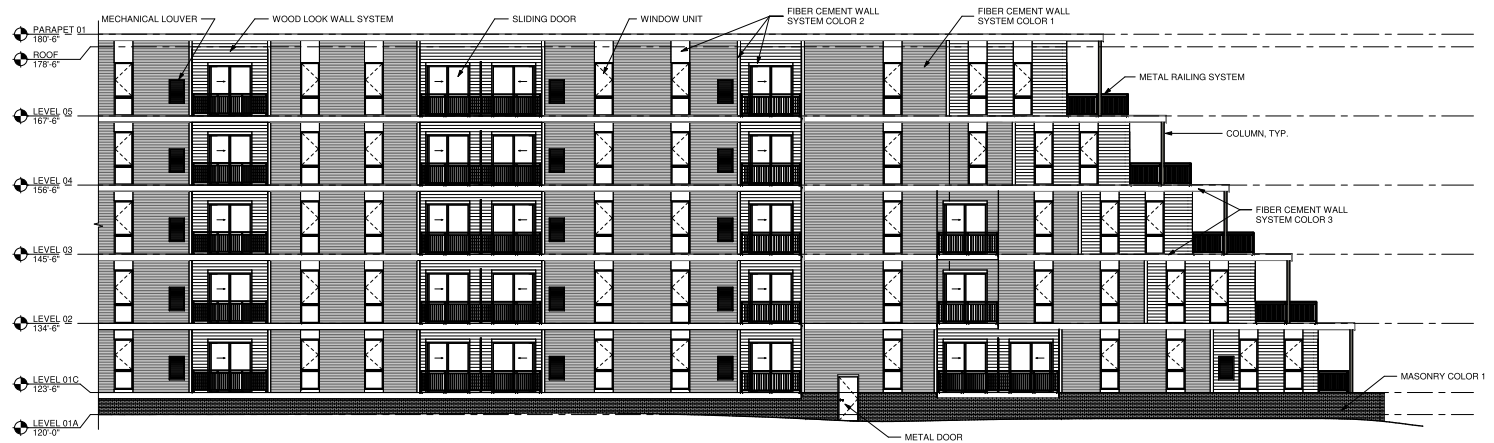 MECHANICAL LOUVER
WOOD LOOK WALL SYSTEM
SLIDING DOOR
WINDOW UNIT
FIBER CEMENT WALL
SYSTEM COLOR 2
FIBER CEMENT WALL
SYSTEM COLOR 1
PARAPET 01
180'-6"
ROOF
178'-6"
METAL RAILING SYSTEM
LEVEL 05
167'-6"
COLUMN, TYP.
LEVEL 04
156'-6"
FIBER CEMENT WALL
SYSTEM COLOR 3
LEVEL 03
145'-6"
LEVEL 02
134'-6"
LEVEL 01C
123'-6"
MASONRY COLOR 1
LEVEL 01A
120'-0"
METAL DOOR